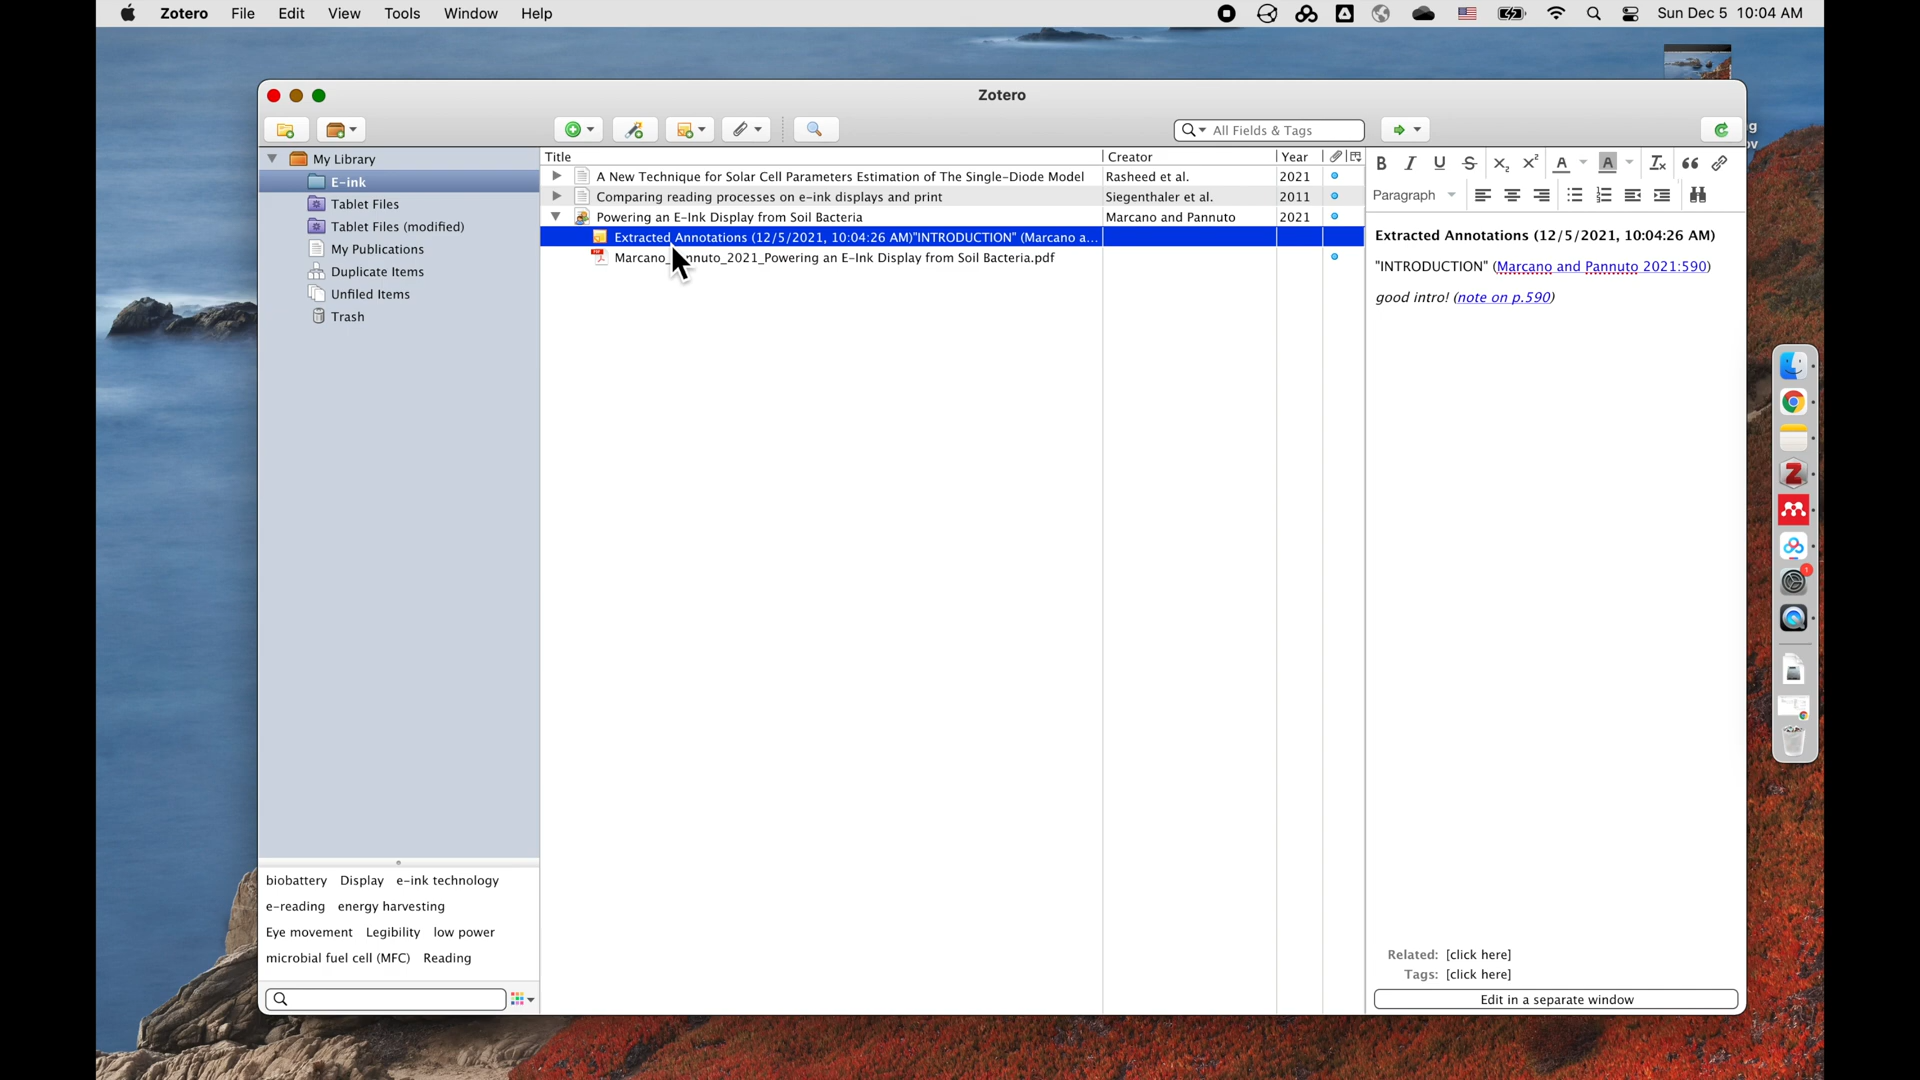 Zotero File Edit View Tools Window Help Sun Dec 5 10:04 AM
Zotero
All Fields & Tags
My Library
E-ink
Tablet Files
Tablet Files (modified)
My Publications
Duplicate Items
Unfiled Items
Trash
Title Creator Year
A New Technique for Solar Cell Parameters Estimation of The Single-Diode Model Rasheed et al. 2021
Comparing reading processes on e-ink displays and print Siegenthaler et al. 2011
Powering an E-Ink Display from Soil Bacteria Marcano and Pannuto 2021
Extracted Annotations (12/5/2021, 10:04:26 AM)"INTRODUCTION" (Marcano a...
Marcano_ nnuto_2021_Powering an E-Ink Display from Soil Bacteria.pdf
Paragraph
Extracted Annotations (12/5/2021, 10:04:26 AM)
"INTRODUCTION" (Marcano and Pannuto 2021:590)
good intro! (note on p.590)
Related: [click here]
Tags: [click here]
Edit in a separate window
biobattery Display e-ink technology
e-reading energy harvesting
Eye movement Legibility low power
microbial fuel cell (MFC) Reading